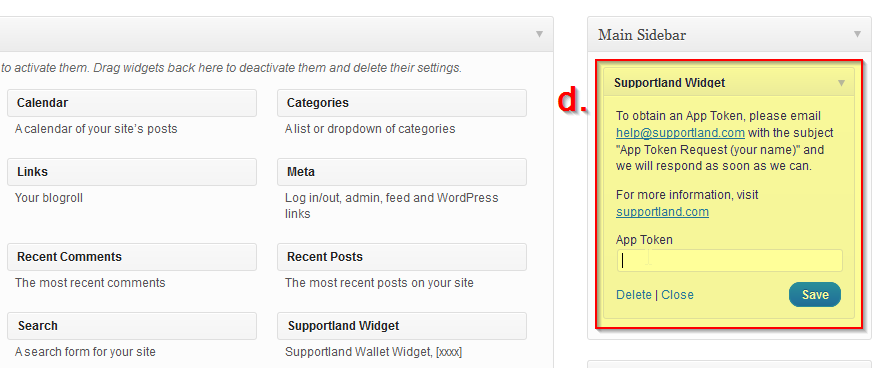 to activate them. Drag widgets back here to deactivate them and delete their settings.
Calendar
A calendar of your site's posts
Categories
A list or dropdown of categories
Links
Your blogroll
Meta
Log in/out, admin, feed and WordPress
links
Recent Comments
The most recent comments
Recent Posts
The most recent posts on your site
Search
A search form for your site
Supportland Widget
Supportland Wallet Widget, [xxxx]
Main Sidebar
d.
Supportland Widget
To obtain an App Token, please email
help@supportland.com with the subject
"App Token Request (your name)" and
we will respond as soon as we can.
For more information, visit
supportland.com
App Token
Delete | Close
Save